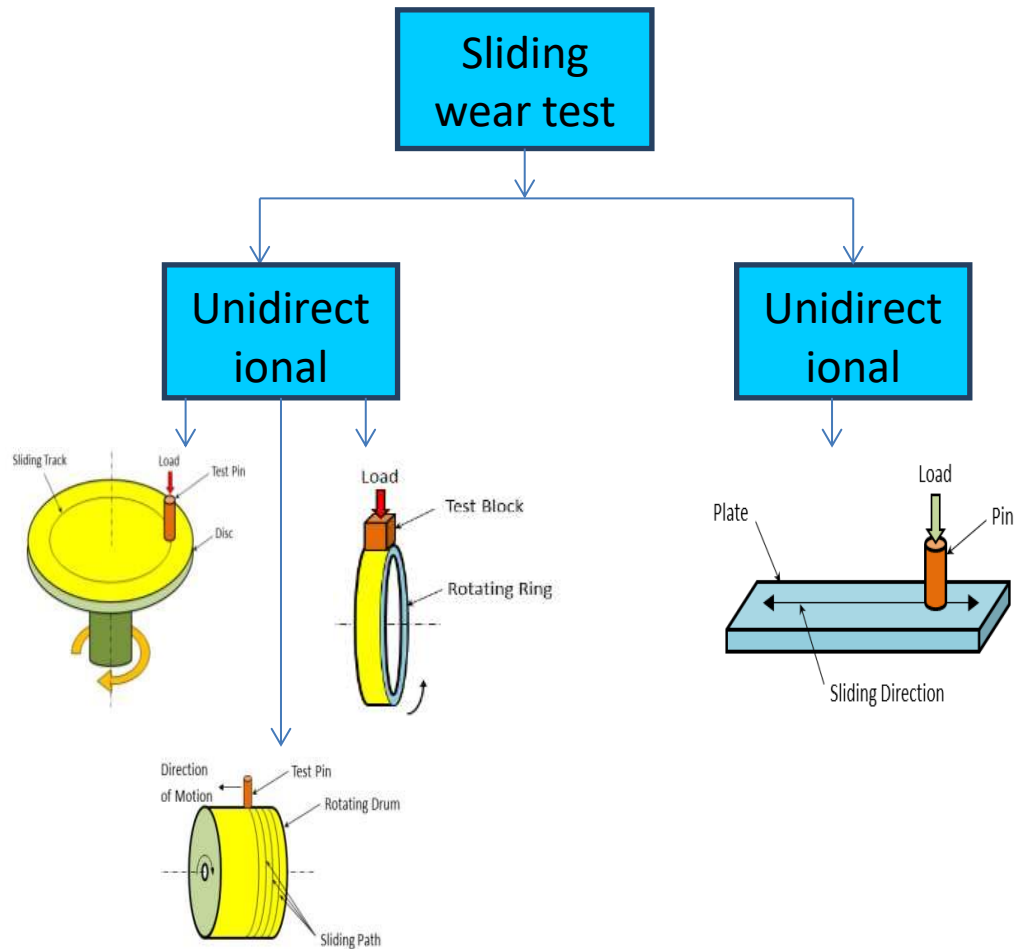 Sliding
wear test
Unidirect
ional
Unidirect
ional
Sliding Track
Load
Test Pin
Disc
Load
Test Block
Rotating Ring
Load
Plate
Pin
Sliding Direction
Direction
of Motion
Test Pin
Rotating Drum
Sliding Path